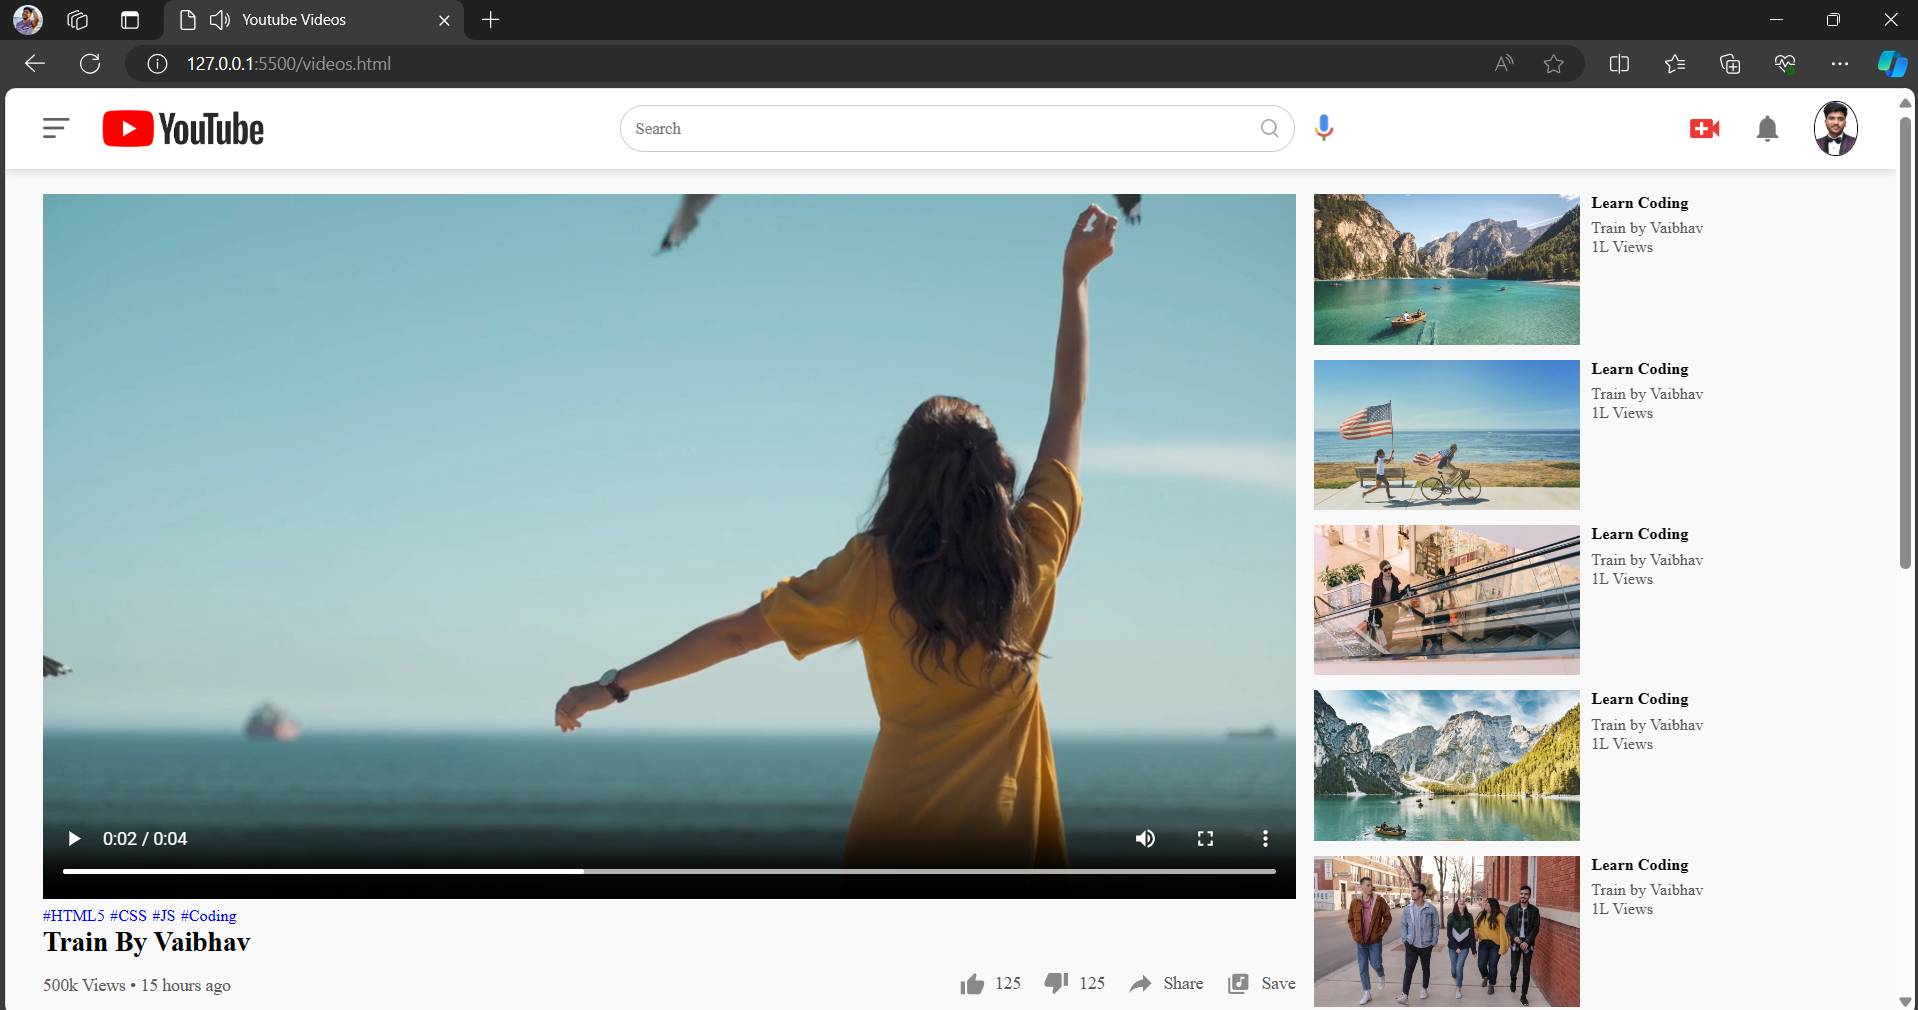 Youtube Videos
127.0.0.1:5500/videos.html
YouTube
Search
0:02 / 0:04
#HTML5 #CSS #JS #Coding
Train By Vaibhav
500k Views • 15 hours ago
125
125
Share
Save
Learn Coding
Train by Vaibhav
1L Views
Learn Coding
Train by Vaibhav
1L Views
Learn Coding
Train by Vaibhav
1L Views
Learn Coding
Train by Vaibhav
1L Views
Learn Coding
Train by Vaibhav
1L Views